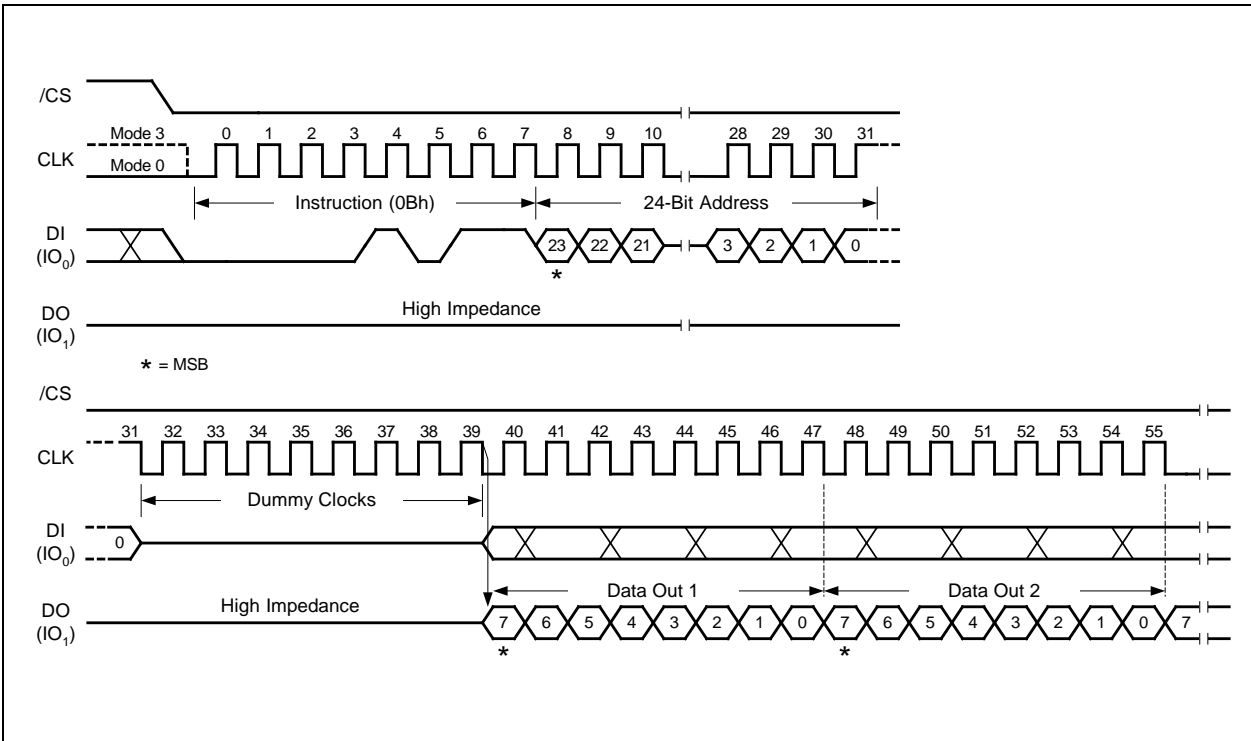 /CS
Mode 3 0 1 2 3 4 5 6 7 8 9 10 28 29 30 31
CLK
Mode 0
Instruction (0Bh) 24-Bit Address
DI
(IO0) 23 22 21 3 2 1 0
*
High Impedance
DO
(IO1)
* = MSB
/CS
31 32 33 34 35 36 37 38 39 40 41 42 43 44 45 46 47 48 49 50 51 52 53 54 55
CLK
Dummy Clocks
DI
(IO0) 0
Data Out 1 Data Out 2
High Impedance
DO
(IO1) 7 6 5 4 3 2 1 0 7 6 5 4 3 2 1 0 7
* *